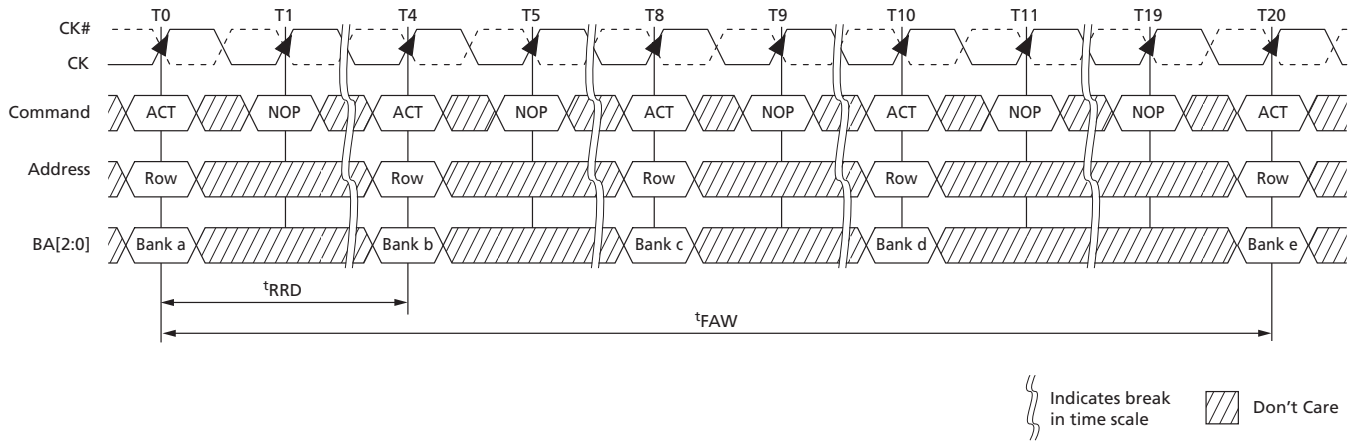 T0 T1 T4 T5 T8 T9 T10 T11 T19 T20
CK#
CK
Command ACT NOP ACT NOP ACT NOP ACT NOP NOP ACT
Address Row Row Row Row Row
BA[2:0] Bank a Bank b Bank c Bank d Bank e
tRRD
tFAW
Indicates break
in time scale
Don't Care